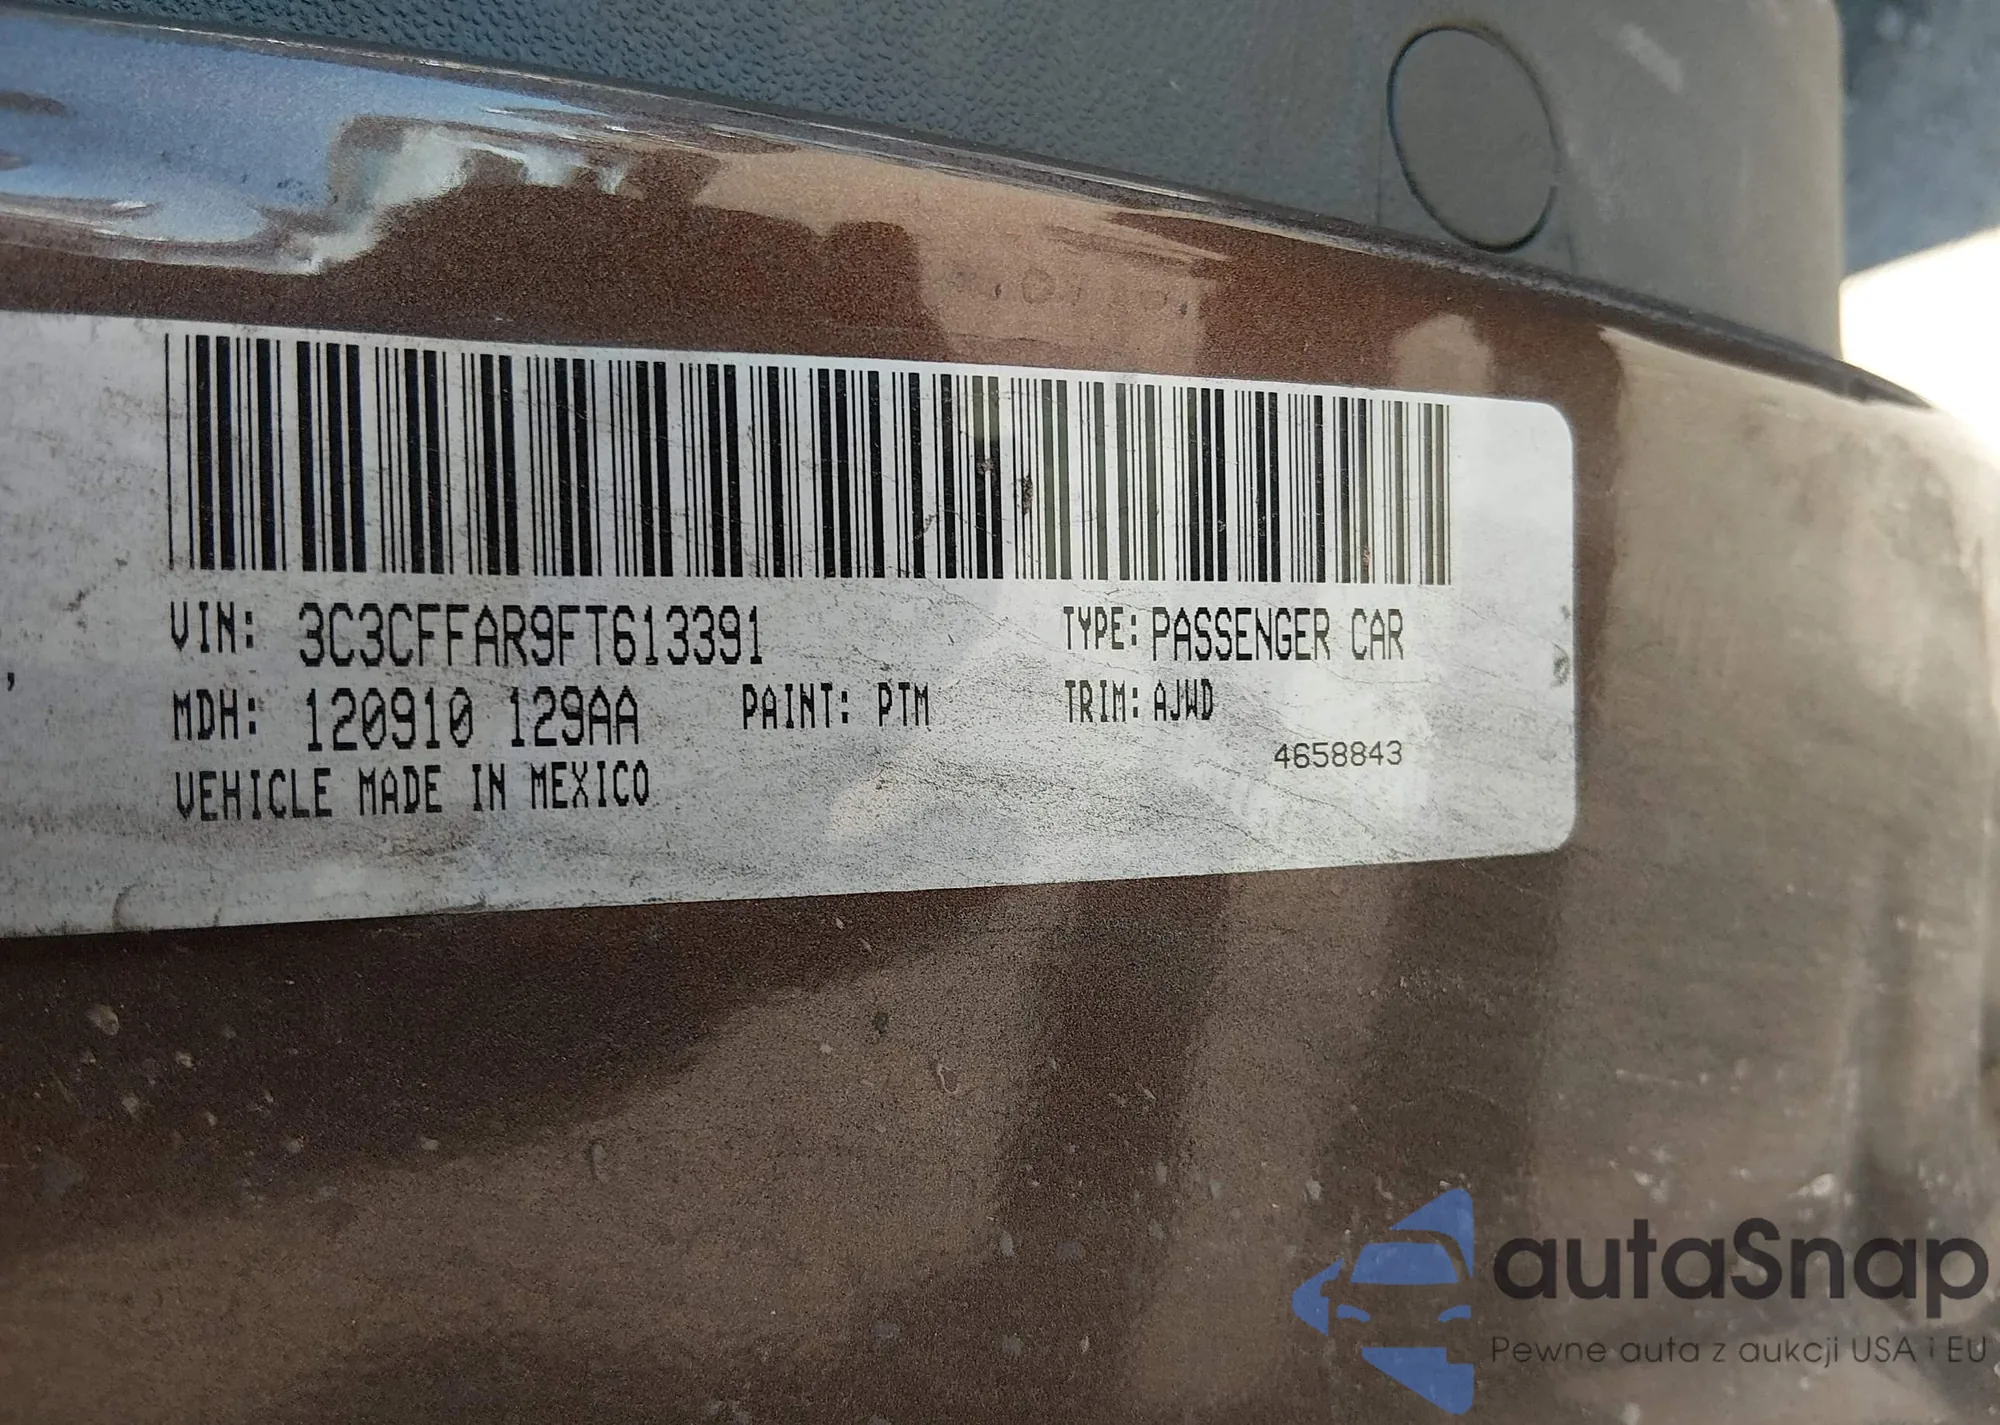 VIN: 3C3CFFAR9FT613391 TYPE: PASSENGER CAR
MDH: 120910 129AA PAINT: PTM TRIM: AJWD
4658843
VEHICLE MADE IN MEXICO
autaSnap
Pewne auta z aukcji USA i EU